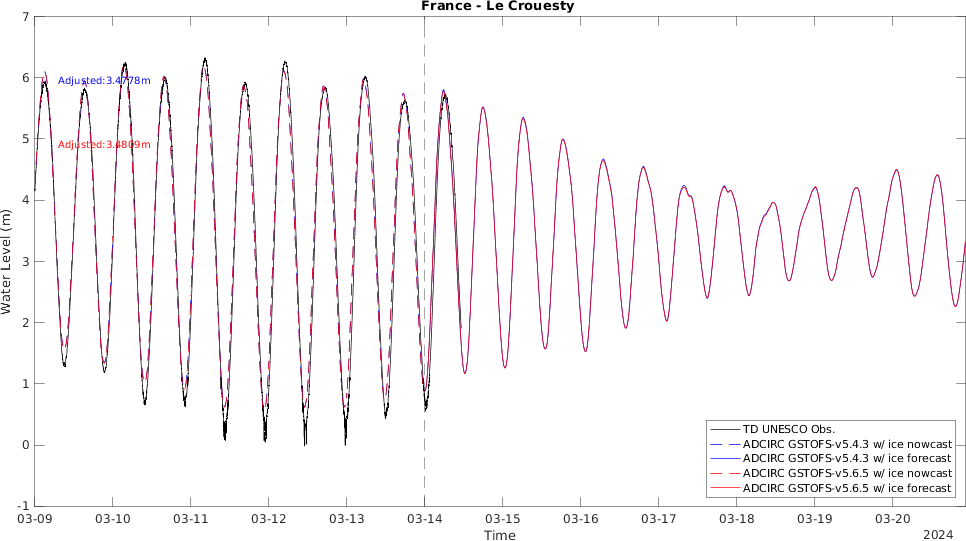 France - Le Crouesty
7
6
5
4
3
2
1
0
-1
Water Level (m)
Adjusted:3.4778m
Adjusted:3.4809m
TD UNESCO Obs.
ADCIRC GSTOFS-v5.4.3 w/ ice nowcast
ADCIRC GSTOFS-v5.4.3 w/ ice forecast
ADCIRC GSTOFS-v5.6.5 w/ ice nowcast
ADCIRC GSTOFS-v5.6.5 w/ ice forecast
03-09 03-10 03-11 03-12 03-13 03-14 03-15 03-16 03-17 03-18 03-19 03-20
Time
2024